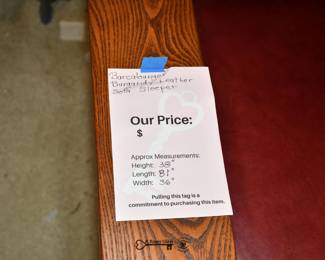 Barcalounger
Burgandy Leather
Sofa Sleeper
Our Price:
$
Approx Measurements:
Height: 38"
Length: 81"
Width: 36"
Pulling this tag is a
commitment to purchasing this item.